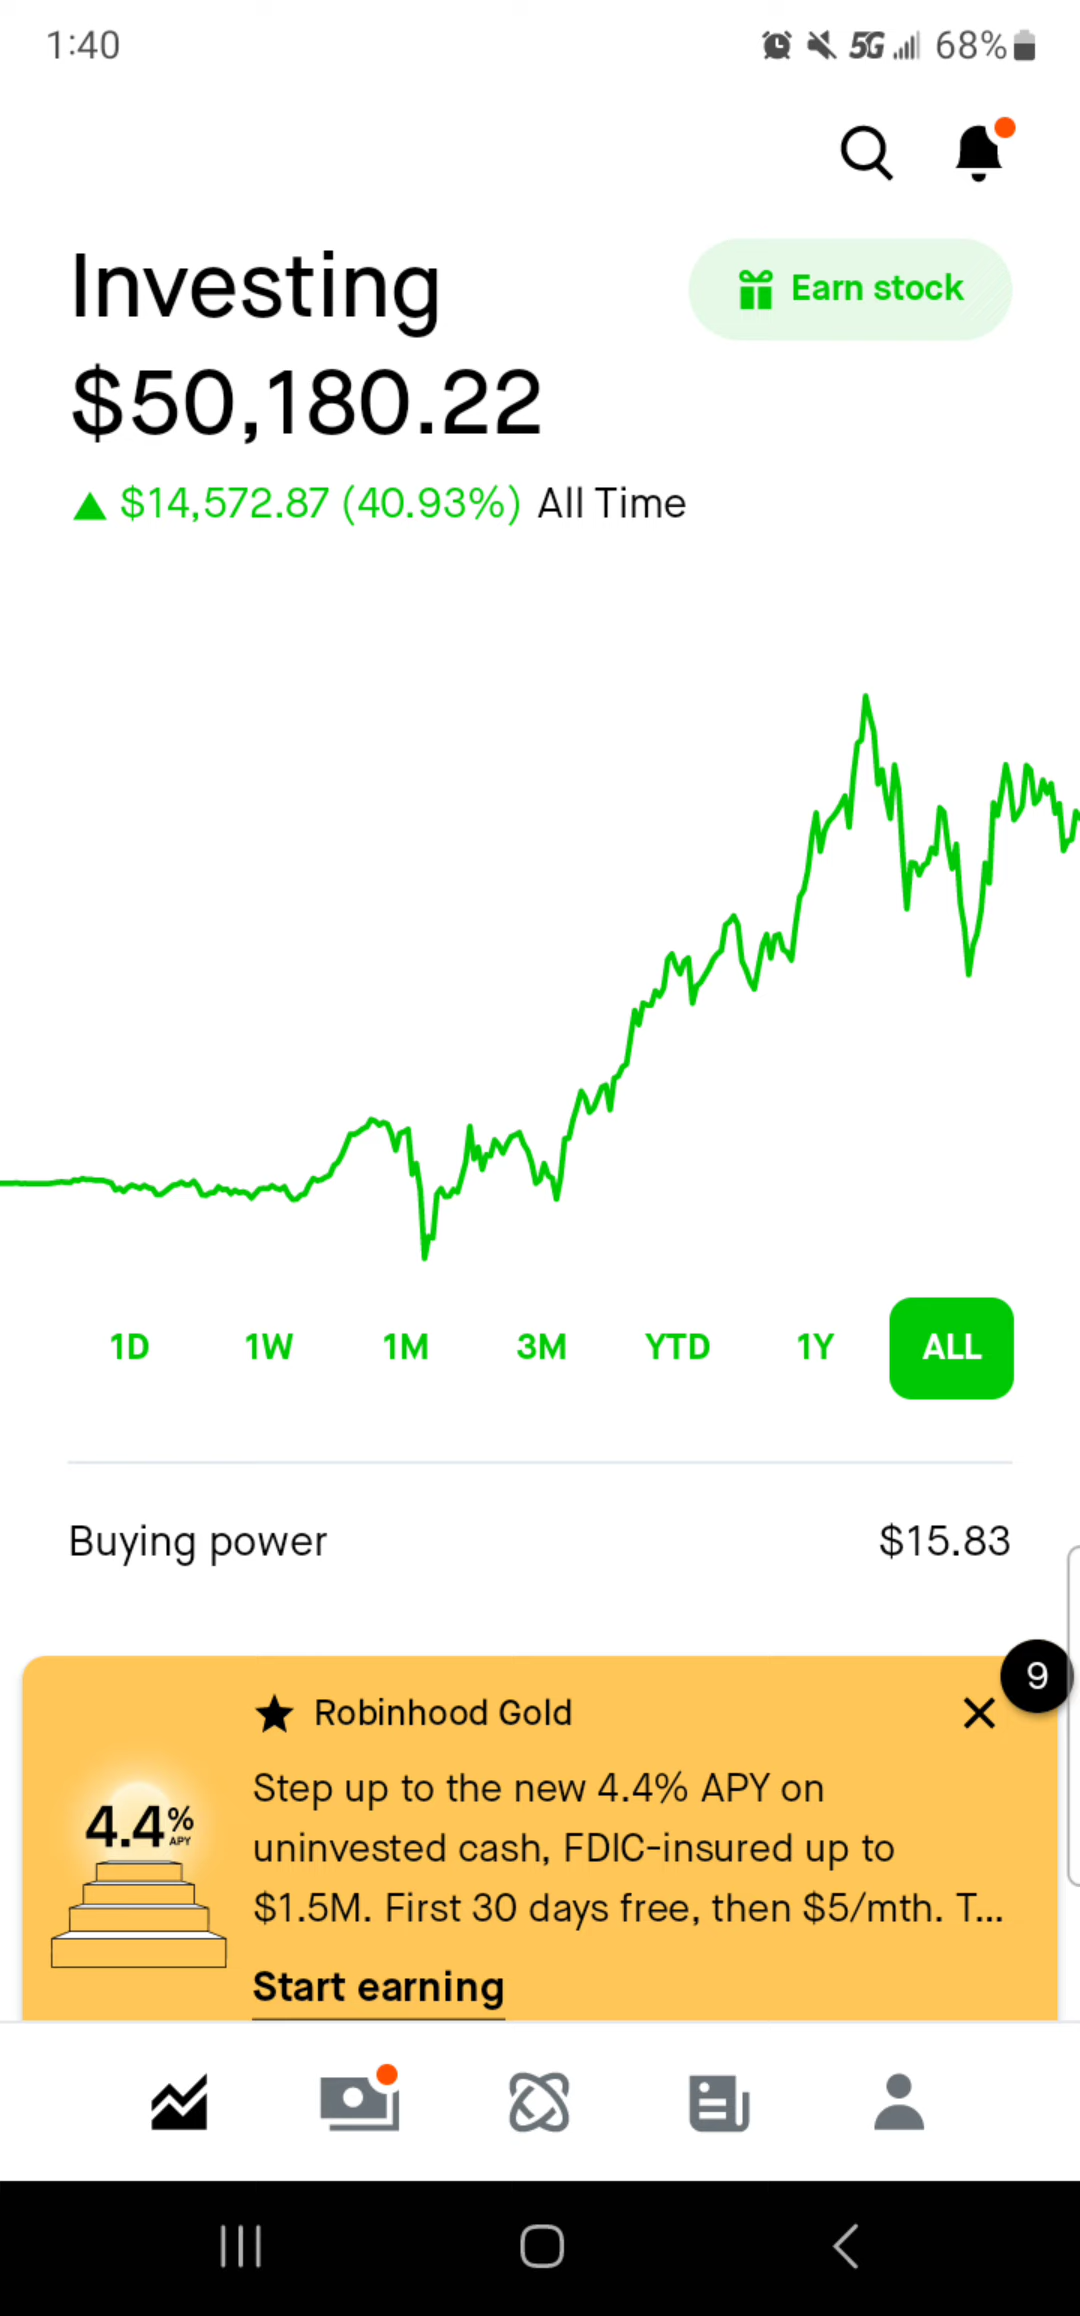 1:40
5G 68%
Investing
Earn stock
$50,180.22
▲ $14,572.87 (40.93%) All Time
1D 1W 1M 3M YTD 1Y ALL
Buying power $15.83
9
Robinhood Gold
4.4% APY
Step up to the new 4.4% APY on
uninvested cash, FDIC-insured up to
$1.5M. First 30 days free, then $5/mth. T...
Start earning